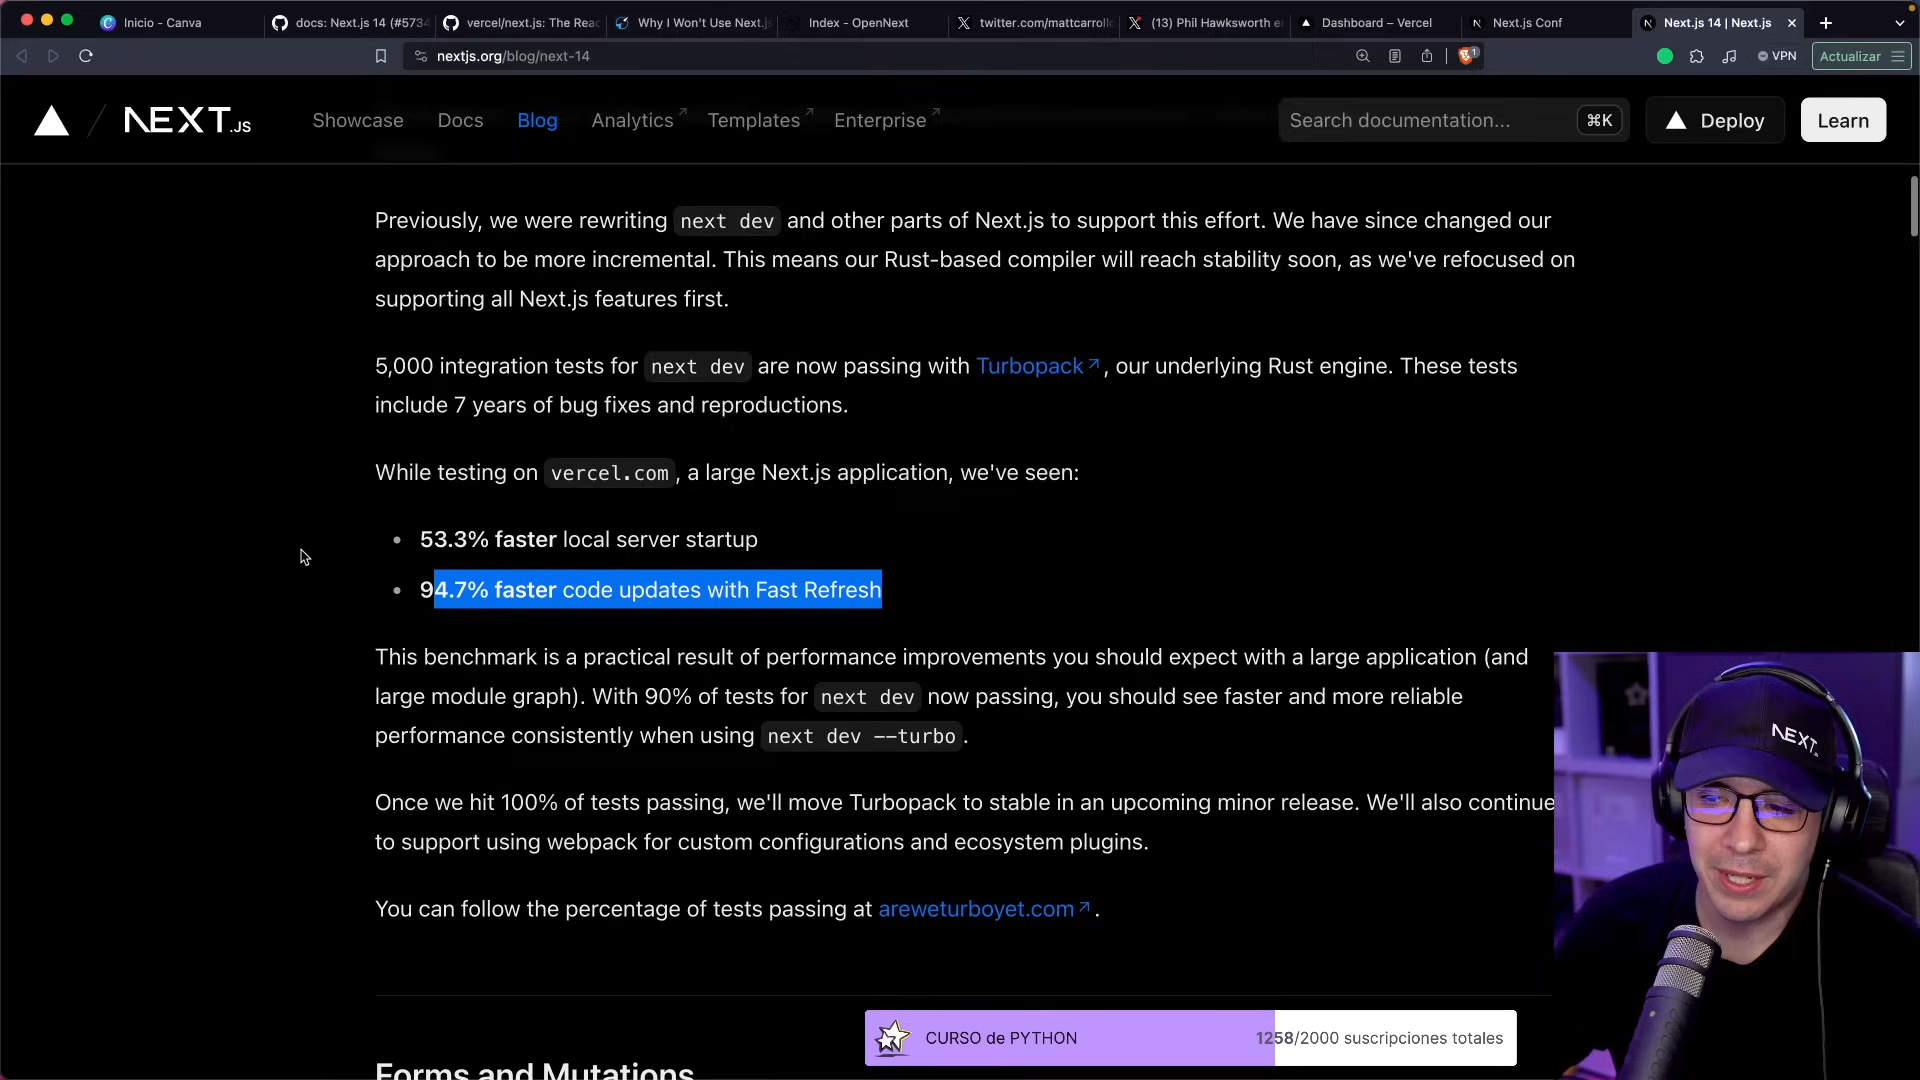 Inicio - Canva
docs: Next.js 14 (#5734
vercel/next.js: The Reac
Why I Won't Use Next.js
Index - OpenNext
twitter.com/mattcarrollc
(13) Phil Hawksworth en
Dashboard – Vercel
Next.js Conf
Next.js 14 | Next.js
nextjs.org/blog/next-14
1
VPN
Actualizar
NEXT.JS
Showcase
Docs
Blog
Analytics
Templates
Enterprise
Search documentation...
⌘K
Deploy
Learn
Previously, we were rewriting next dev and other parts of Next.js to support this effort. We have since changed our
approach to be more incremental. This means our Rust-based compiler will reach stability soon, as we've refocused on
supporting all Next.js features first.
5,000 integration tests for next dev are now passing with Turbopack, our underlying Rust engine. These tests
include 7 years of bug fixes and reproductions.
While testing on vercel.com, a large Next.js application, we've seen:
• 53.3% faster local server startup
• 94.7% faster code updates with Fast Refresh
This benchmark is a practical result of performance improvements you should expect with a large application (and
large module graph). With 90% of tests for next dev now passing, you should see faster and more reliable
performance consistently when using next dev --turbo.
Once we hit 100% of tests passing, we'll move Turbopack to stable in an upcoming minor release. We'll also continue
to support using webpack for custom configurations and ecosystem plugins.
You can follow the percentage of tests passing at areweturboyet.com.
NEXT
CURSO de PYTHON
1258/2000 suscripciones totales
Forms and Mutations